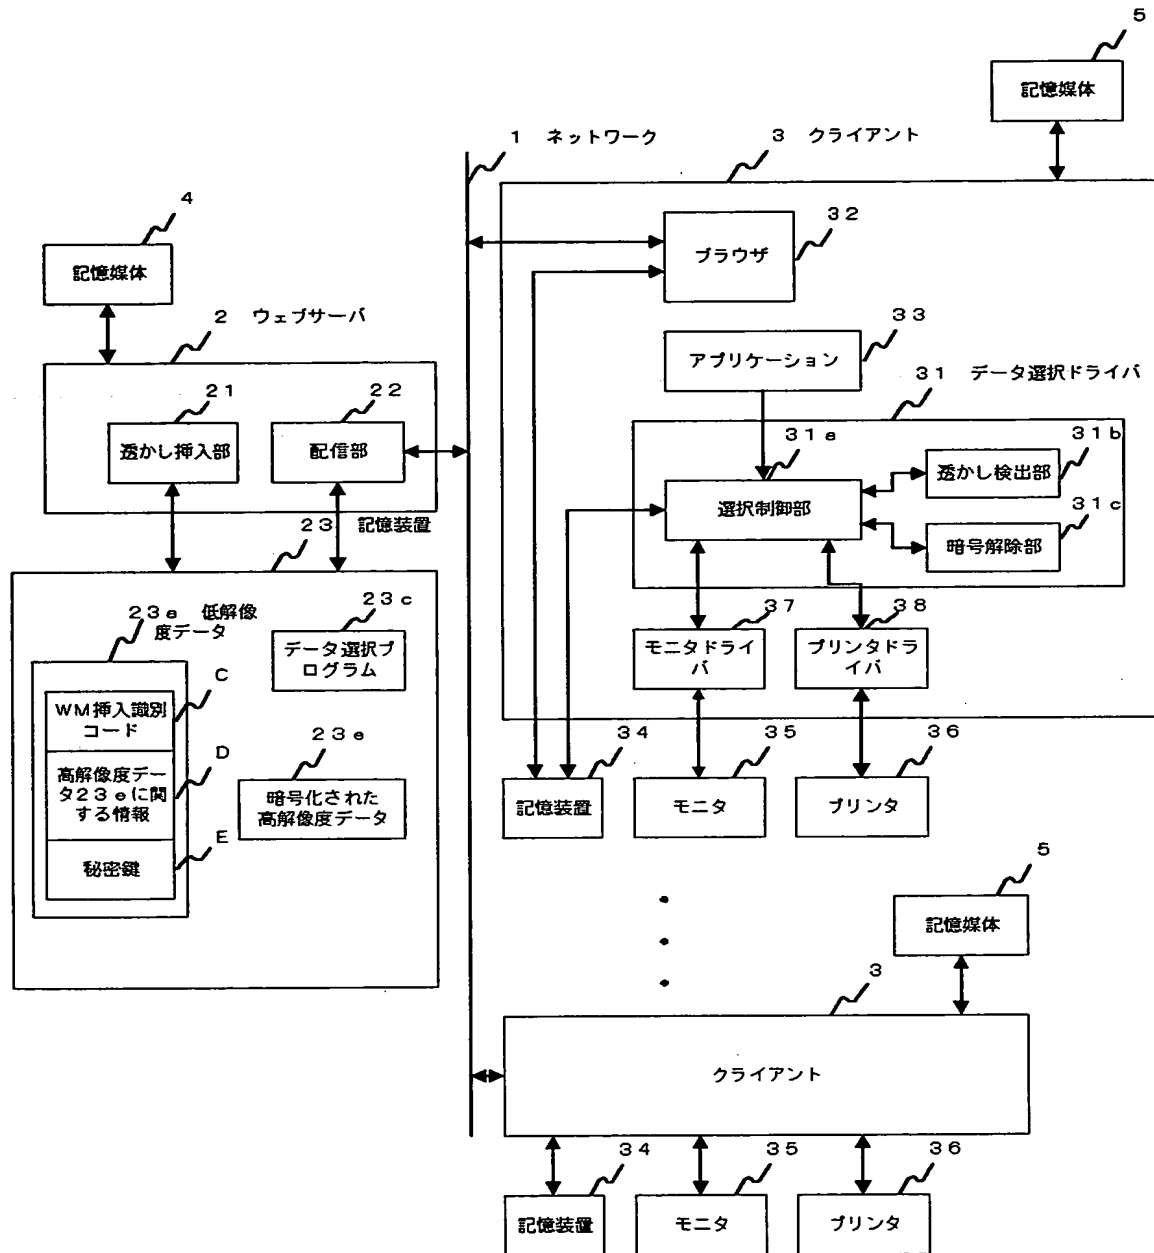 5
記憶媒体
1 ネットワーク
3 クライアント
4
記憶媒体
32
ブラウザ
2 ウェブサーバ
33
アプリケーション
31 データ選択ドライバ
21
22
透かし挿入部
配信部
31a
31b
選択制御部
透かし検出部
31c
暗号解除部
23 記憶装置
23a 低解像
度データ
23c
データ選択プ
ログラム
37
モニタドライ
バ
38
プリンタドラ
イバ
C
WM挿入識別
コード
D
高解像度デー
タ23eに関
する情報
E
秘密鍵
23e
暗号化された
高解像度データ
34
記憶装置
35
モニタ
36
プリンタ
5
記憶媒体
3
クライアント
34
記憶装置
35
モニタ
36
プリンタ